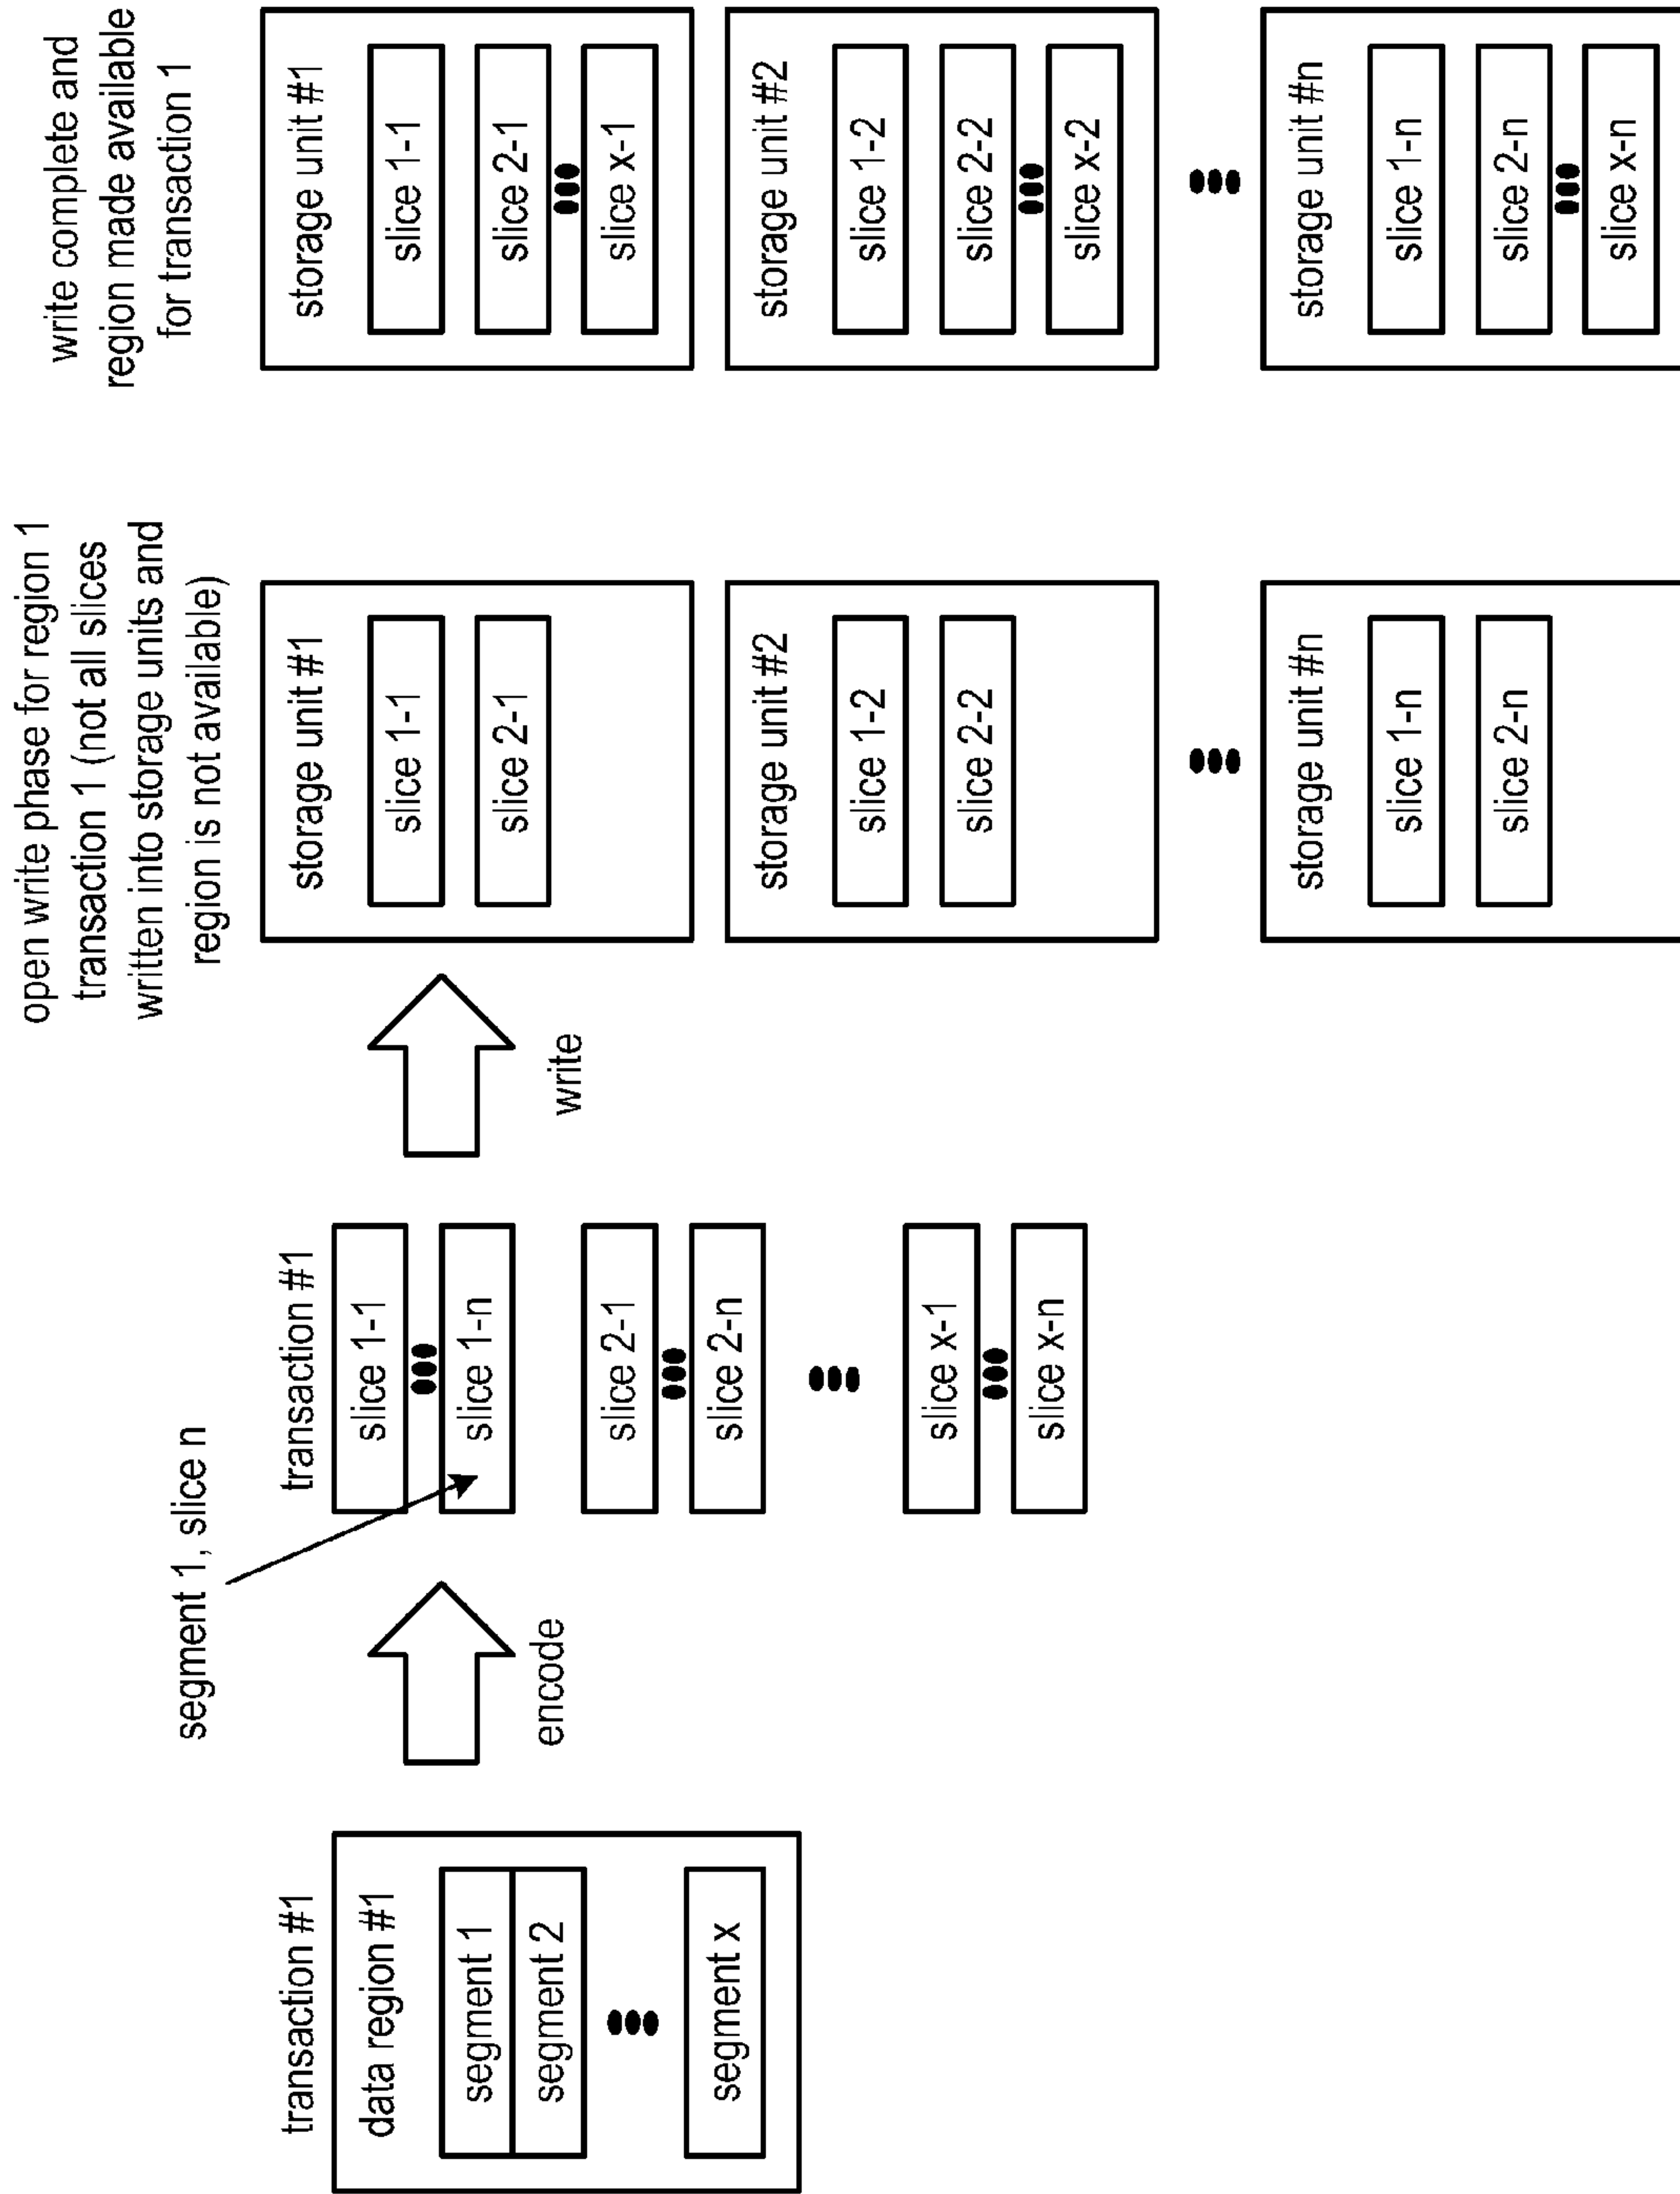 transaction #1
data region #1
segment 1
segment 2
segment x
encode
segment 1, slice n
transaction #1
slice 1-1
slice 1-n
slice 2-1
slice 2-n
slice x-1
slice x-n
write
open write phase for region 1
transaction 1 (not all slices
written into storage units and
region is not available)
storage unit #1
slice 1-1
slice 2-1
storage unit #2
slice 1-2
slice 2-2
storage unit #n
slice 1-n
slice 2-n
write complete and
region made available
for transaction 1
storage unit #1
slice 1-1
slice 2-1
slice x-1
storage unit #2
slice 1-2
slice 2-2
slice x-2
storage unit #n
slice 1-n
slice 2-n
slice x-n